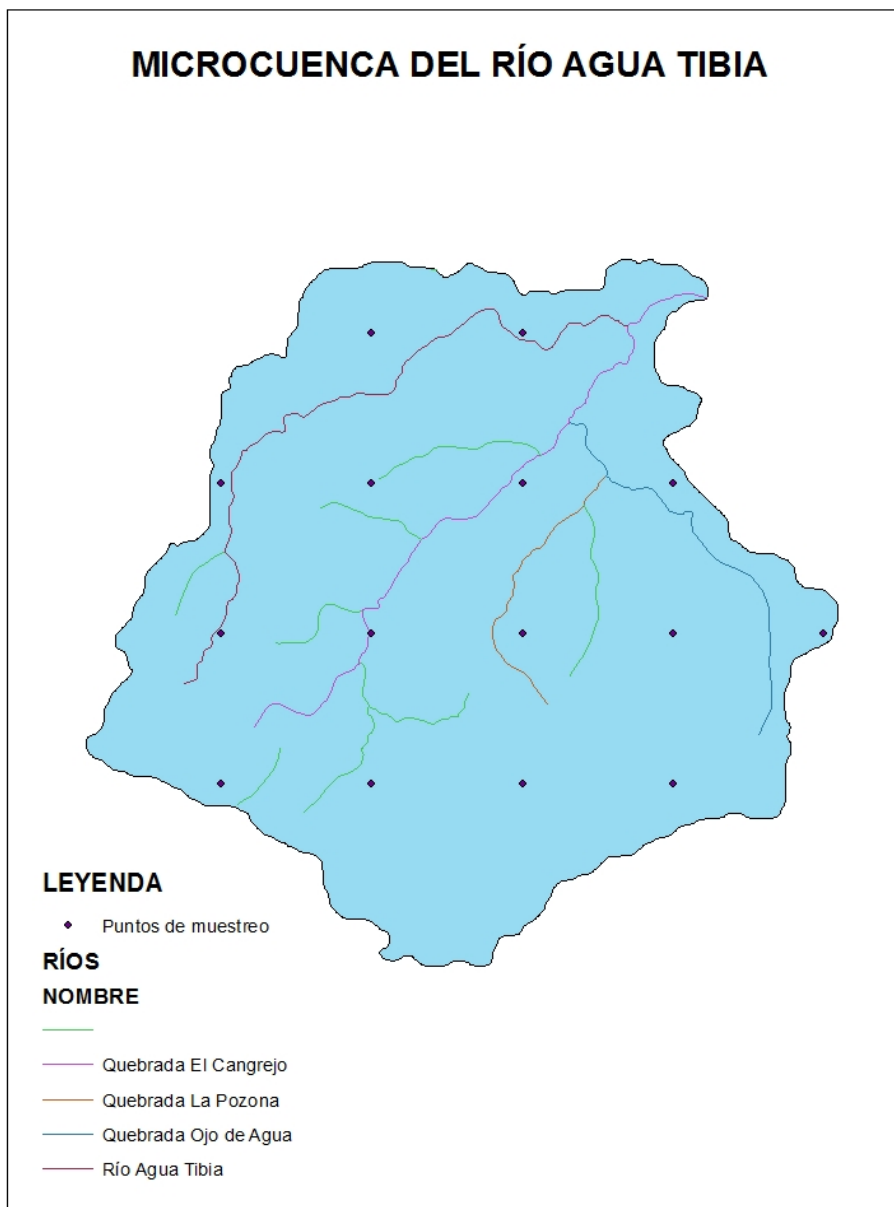 MICROCUENCA DEL RÍO AGUA TIBIA
LEYENDA
Puntos de muestreo
RÍOS
NOMBRE
Quebrada El Cangrejo
Quebrada La Pozona
Quebrada Ojo de Agua
Río Agua Tibia